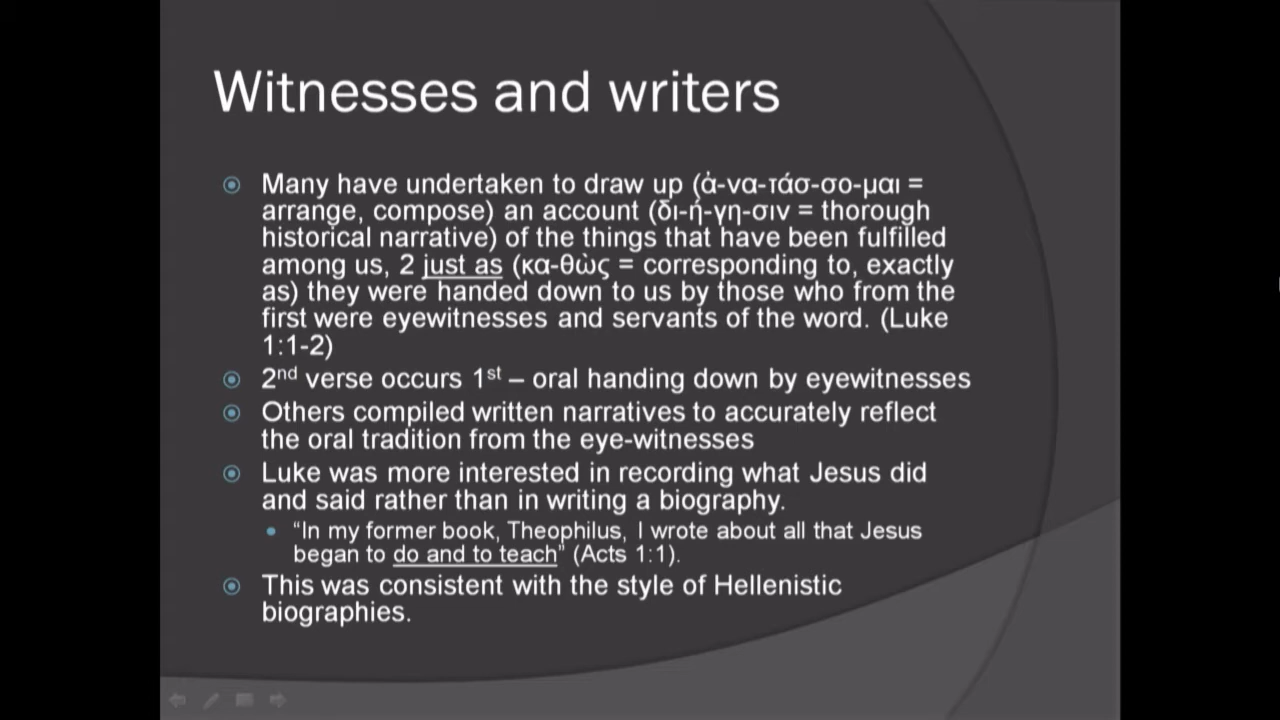 Witnesses and writers
Many have undertaken to draw up (ἀ-να-τάσ-σο-μαι =
arrange, compose) an account (δι-ή-γη-σιν = thorough
historical narrative) of the things that have been fulfilled
among us, 2 just as (κα-θὼς = corresponding to, exactly
as) they were handed down to us by those who from the
first were eyewitnesses and servants of the word. (Luke
1:1-2)
2nd verse occurs 1st – oral handing down by eyewitnesses
Others compiled written narratives to accurately reflect
the oral tradition from the eye-witnesses
Luke was more interested in recording what Jesus did
and said rather than in writing a biography.
“In my former book, Theophilus, I wrote about all that Jesus
began to do and to teach” (Acts 1:1).
This was consistent with the style of Hellenistic
biographies.